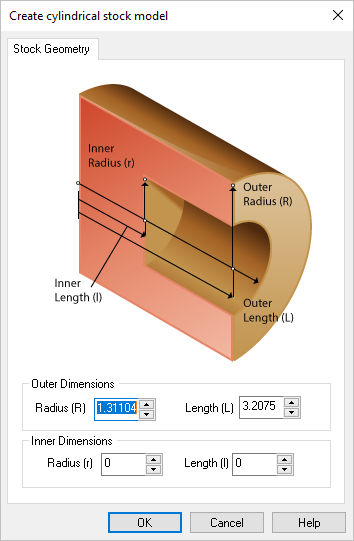 Create cylindrical stock model
Stock Geometry
Inner
Radius (r)
Outer
Radius (R)
Inner
Length (l)
Outer
Length (L)
Outer Dimensions
Radius (R) 1.31104 Length (L) 3.2075
Inner Dimensions
Radius (r) 0 Length (l) 0
OK Cancel Help